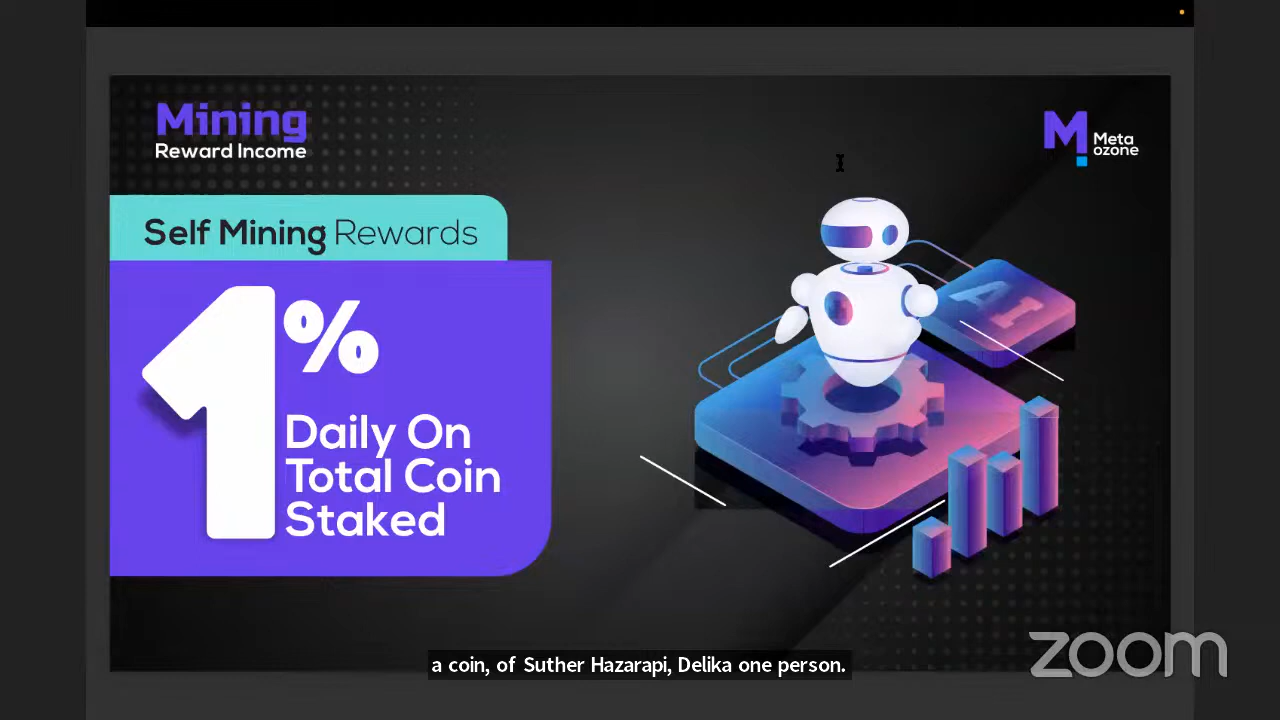 Mining
Reward Income
Meta
ozone
Self Mining Rewards
1%
Daily On
Total Coin
Staked
AI
a coin, of Suther Hazarapi, Delika one person.
zoom